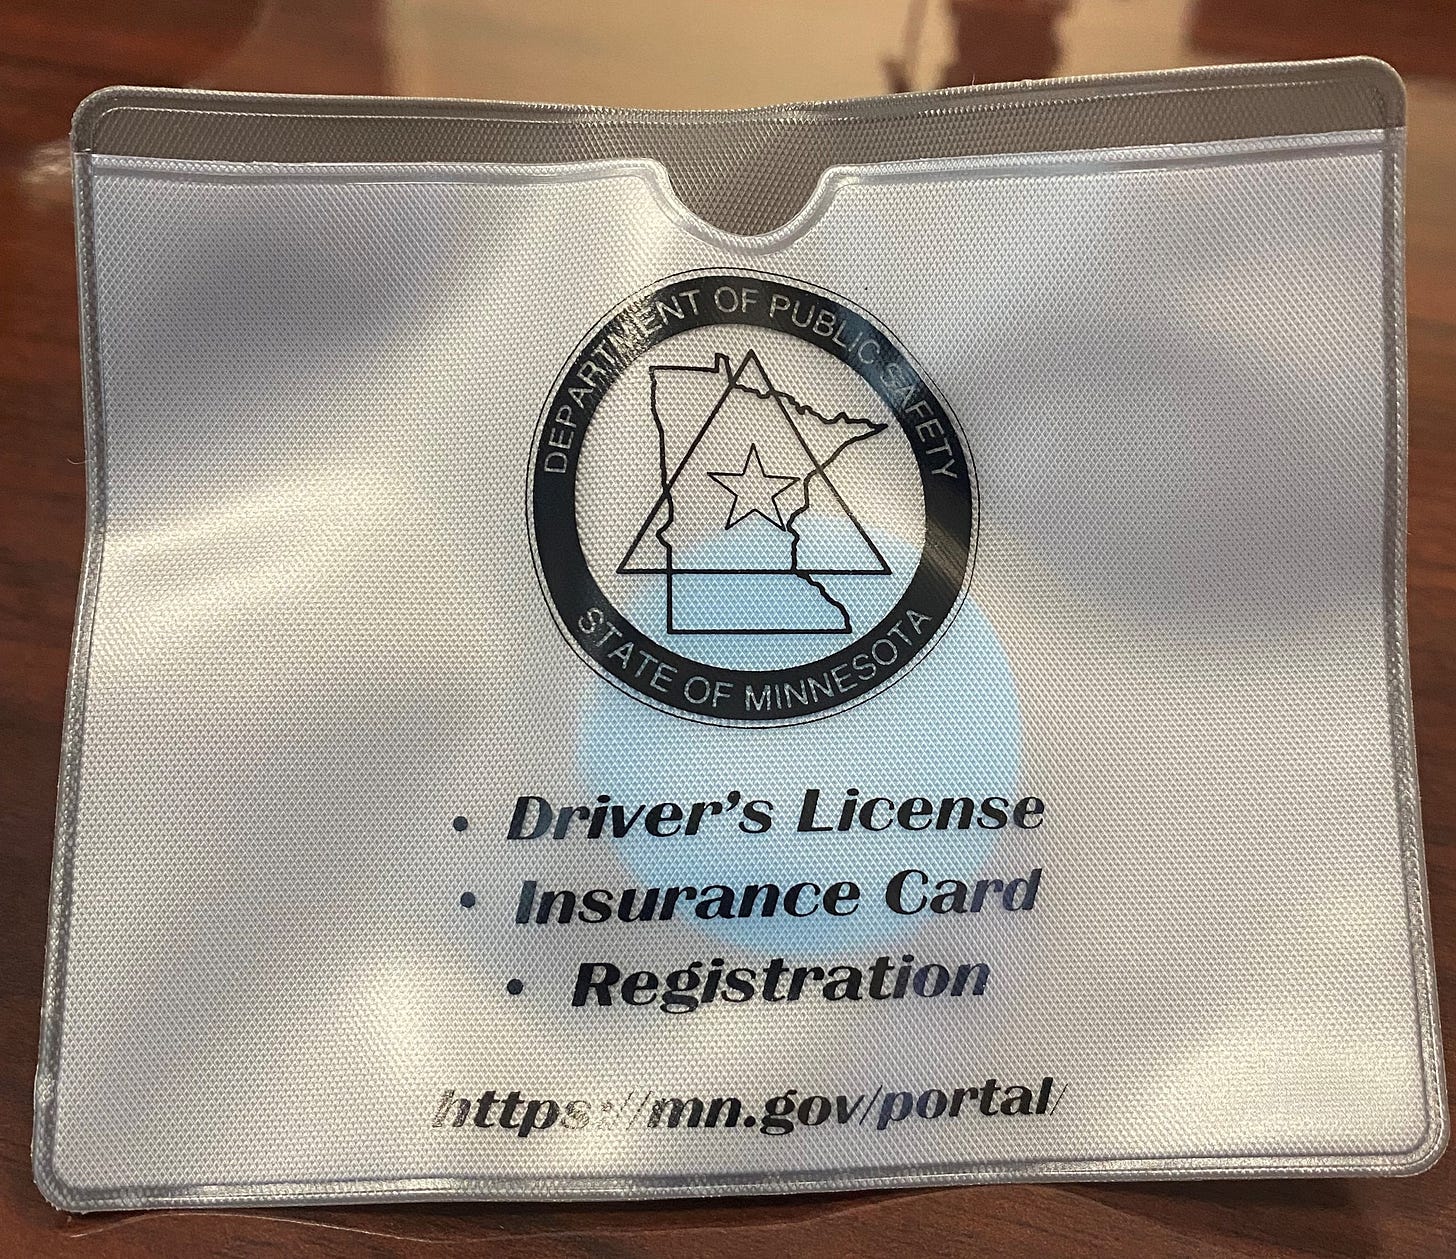 DEPARTMENT OF PUBLIC SAFETY
STATE OF MINNESOTA
• Driver's License
• Insurance Card
• Registration
https://mn.gov/portal/